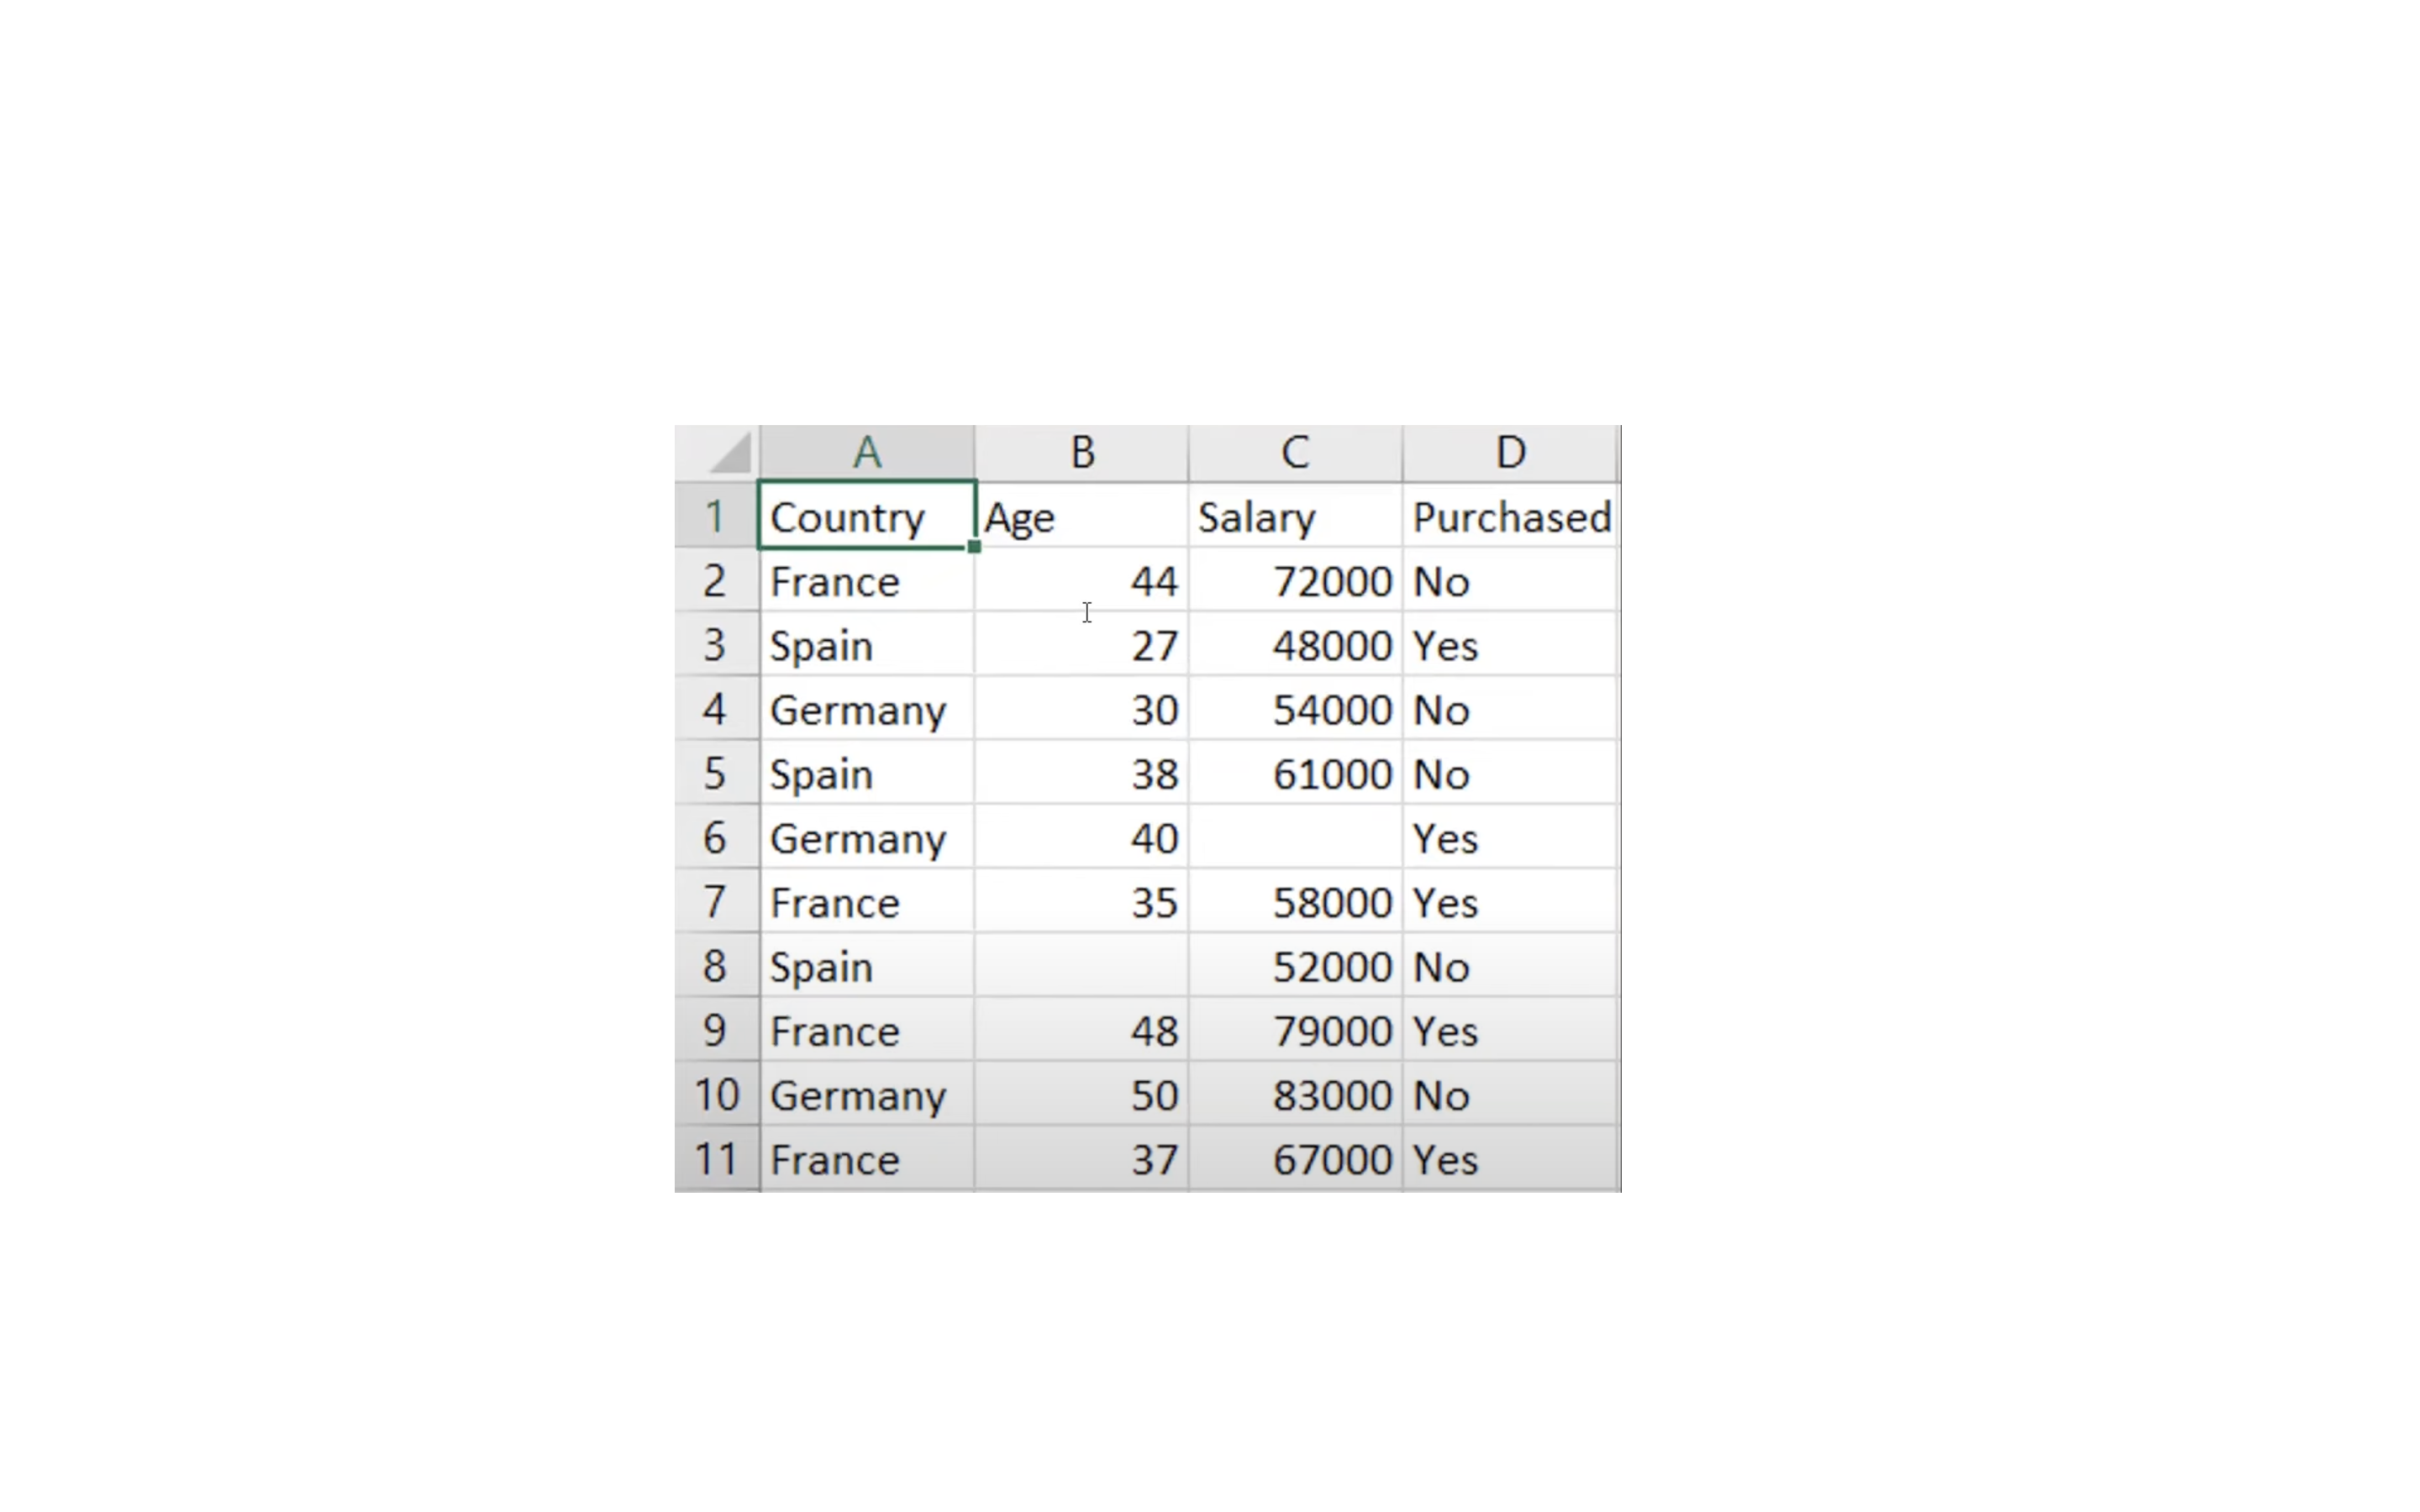 A B C D
1 Country Age Salary Purchased
2 France 44 72000 No
3 Spain 27 48000 Yes
4 Germany 30 54000 No
5 Spain 38 61000 No
6 Germany 40 Yes
7 France 35 58000 Yes
8 Spain 52000 No
9 France 48 79000 Yes
10 Germany 50 83000 No
11 France 37 67000 Yes